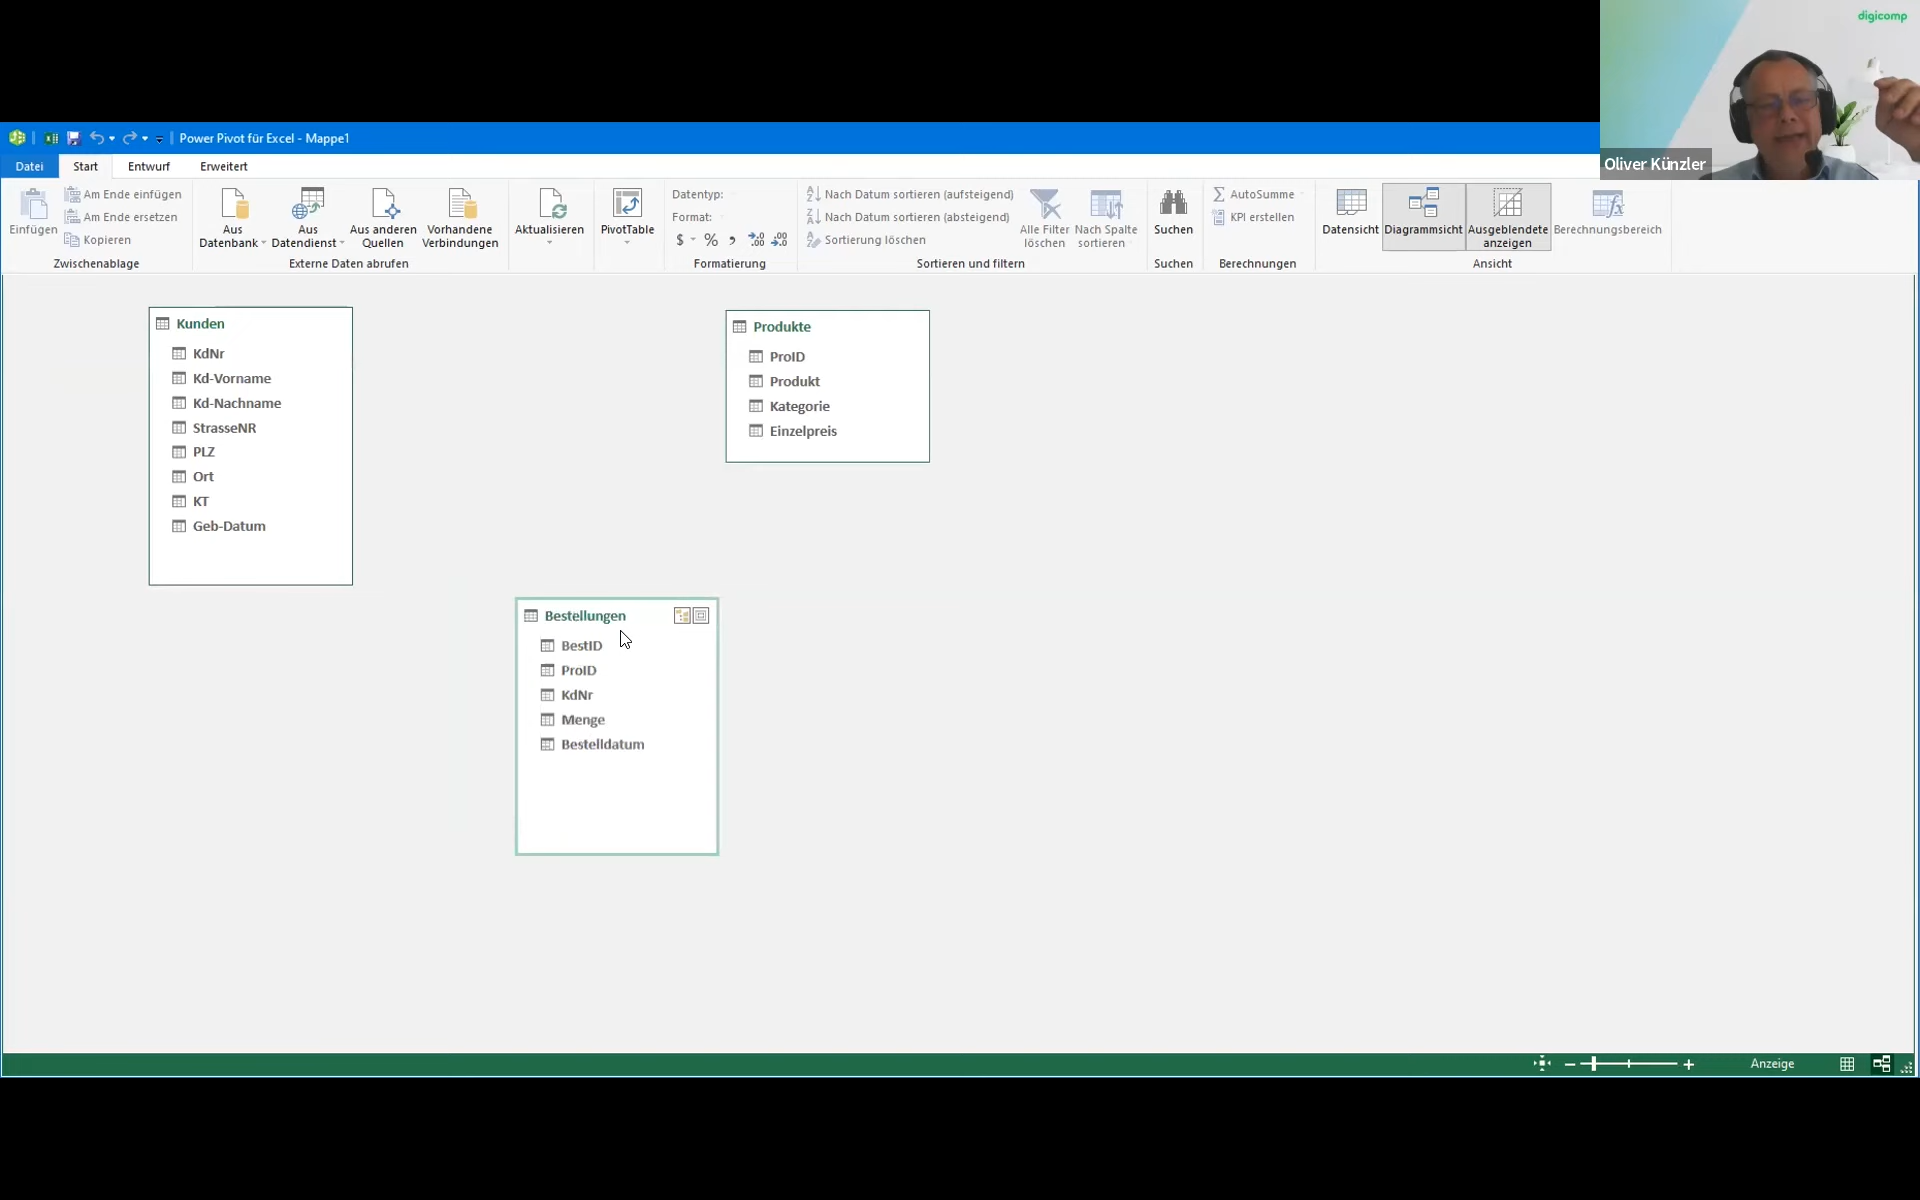 digicomp
Oliver Künzler
Power Pivot für Excel - Mappe1
Datei
Start
Entwurf
Erweitert
Einfügen
Am Ende einfügen
Am Ende ersetzen
Kopieren
Zwischenablage
Aus
Datenbank
Aus
Datendienst
Aus anderen
Quellen
Vorhandene
Verbindungen
Externe Daten abrufen
Aktualisieren
PivotTable
Datentyp:
Format:
$ % ,
Formatierung
Nach Datum sortieren (aufsteigend)
Nach Datum sortieren (absteigend)
Sortierung löschen
Alle Filter
löschen
Nach Spalte
sortieren
Sortieren und filtern
Suchen
Suchen
AutoSumme
KPI erstellen
Berechnungen
Datensicht
Diagrammsicht
Ausgeblendete
anzeigen
Berechnungsbereich
Ansicht
Kunden
KdNr
Kd-Vorname
Kd-Nachname
StrasseNR
PLZ
Ort
KT
Geb-Datum
Produkte
ProID
Produkt
Kategorie
Einzelpreis
Bestellungen
BestID
ProID
KdNr
Menge
Bestelldatum
Anzeige